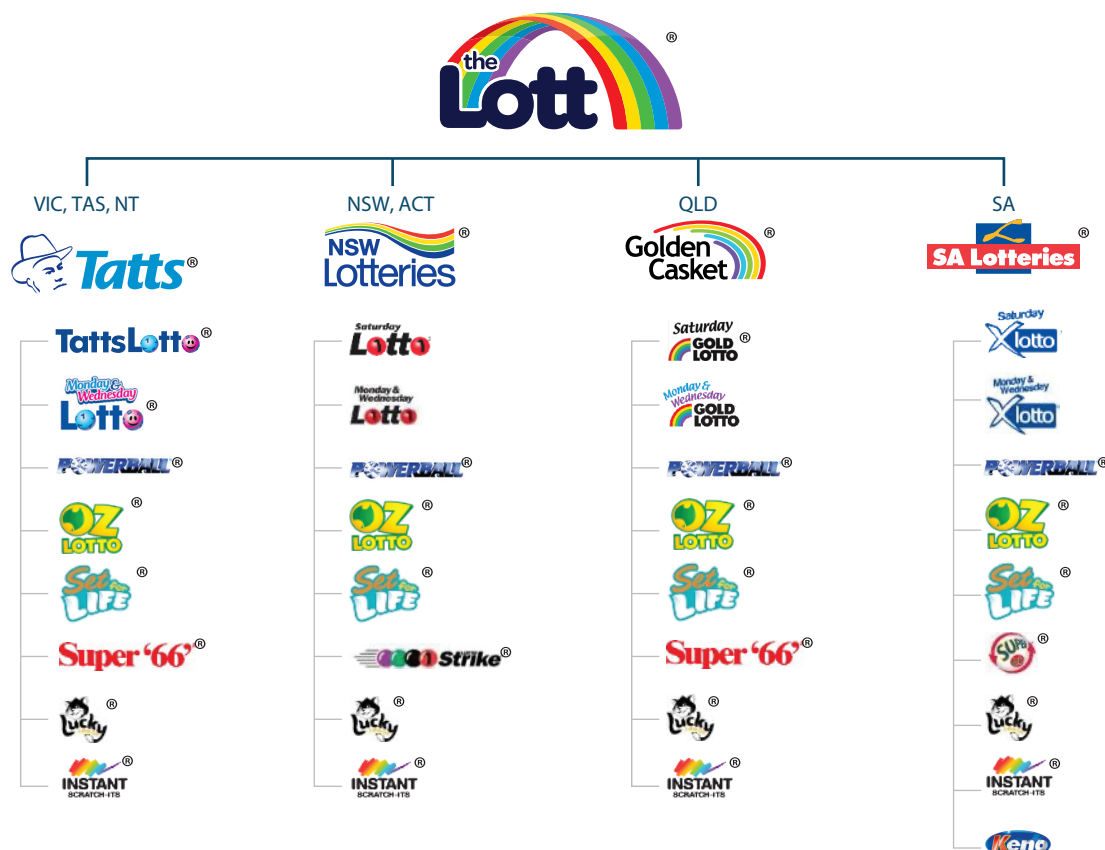 the
Lott ®
VIC, TAS, NT
Tatts ®
TattsLotto ®
Monday &
Wednesday
Lotto ®
POWERBALL ®
OZ ®
LOTTO
Set for ®
LIFE
Super '66' ®
Lucky ®
INSTANT ®
SCRATCH-ITS
NSW, ACT
NSW ®
Lotteries
Saturday
Lotto
Monday &
Wednesday
Lotto
POWERBALL ®
OZ ®
LOTTO
Set for ®
LIFE
Strike ®
Lucky ®
INSTANT ®
SCRATCH-ITS
QLD
Golden ®
Casket
Saturday
GOLD ®
LOTTO
Monday &
Wednesday
GOLD
LOTTO
POWERBALL ®
OZ ®
LOTTO
Set for ®
LIFE
Super '66' ®
Lucky ®
INSTANT ®
SCRATCH-ITS
SA
SA Lotteries ®
Saturday
X lotto
Monday &
Wednesday
X lotto
POWERBALL ®
OZ ®
LOTTO
Set for ®
LIFE
SUPER ®
Lucky ®
INSTANT ®
SCRATCH-ITS
Keno